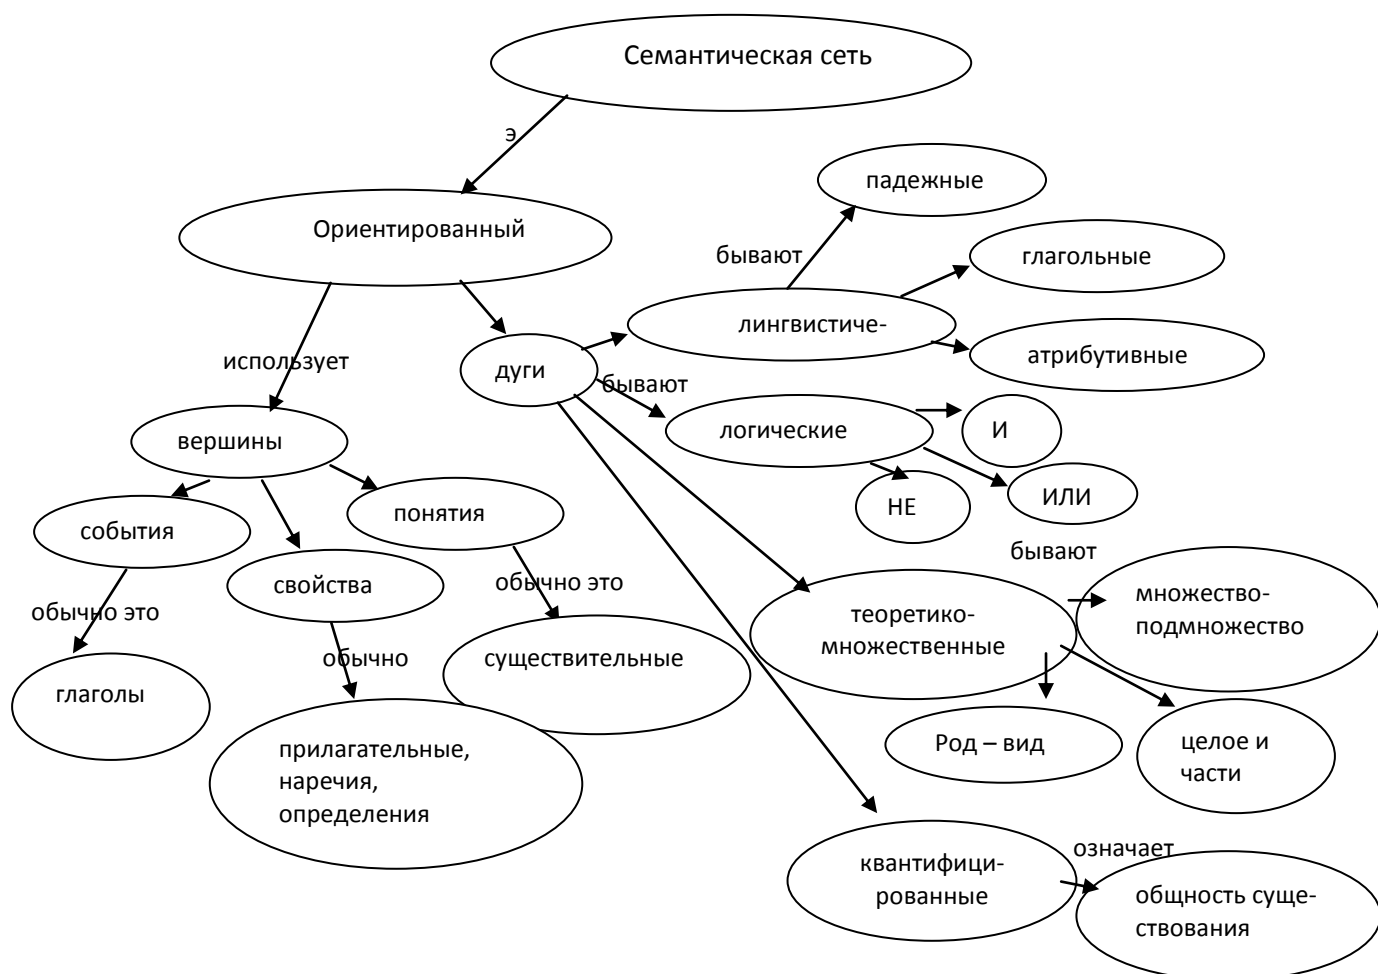 Семантическая сеть
э
падежные
Ориентированный
бывают
глагольные
лингвистиче-
атрибутивные
использует
дуги
бывают
логические
И
вершины
НЕ
ИЛИ
события
понятия
бывают
свойства
обычно это
множество-
подмножество
обычно это
теоретико-
множественные
обычно
существительные
глаголы
Род – вид
целое и
части
прилагательные,
наречия,
определения
означает
квантифици-
рованные
общность суще-
ствования